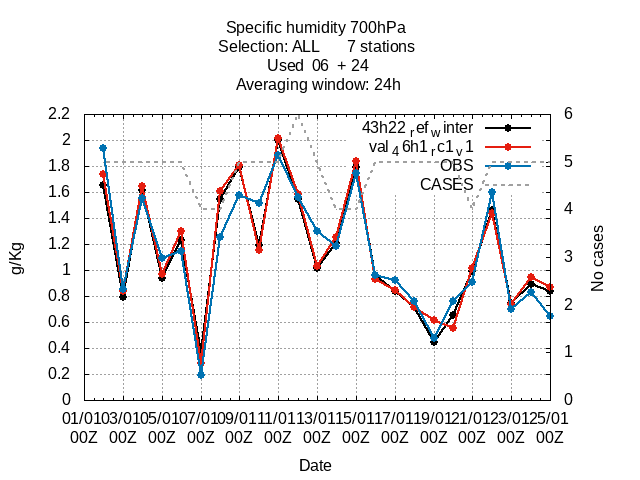 Specific humidity 700hPa
Selection: ALL 7 stations
Used 06 + 24
Averaging window: 24h
43h22ref_winter
val46h1rc1v1
OBS
CASES
g/Kg
2.2
2
1.8
1.6
1.4
1.2
1
0.8
0.6
0.4
0.2
0
6
5
4
3
2
1
0
No cases
01/01 03/01 05/01 07/01 09/01 11/01 13/01 15/01 17/01 19/01 21/01 23/01 25/01
00Z 00Z 00Z 00Z 00Z 00Z 00Z 00Z 00Z 00Z 00Z 00Z 00Z
Date